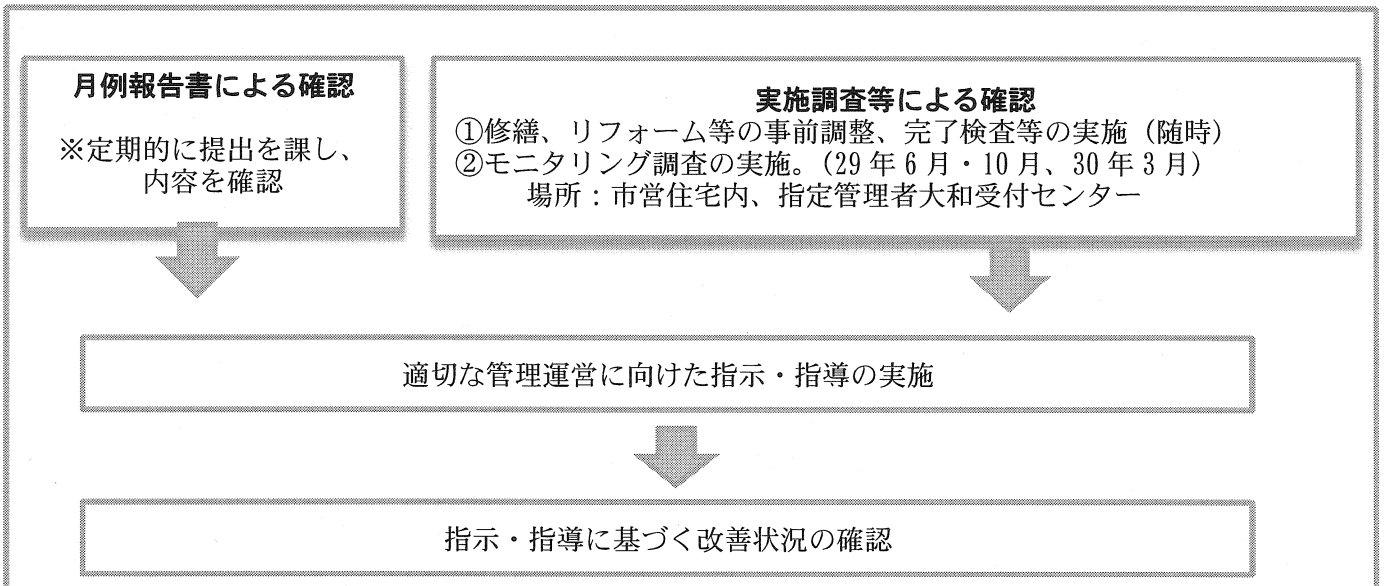 月例報告書による確認
※定期的に提出を課し、
内容を確認
実施調査等による確認
①修繕、リフォーム等の事前調整、完了検査等の実施（随時）
②モニタリング調査の実施。（29年6月・10月、30年3月）
場所：市営住宅内、指定管理者大和受付センター
適切な管理運営に向けた指示・指導の実施
指示・指導に基づく改善状況の確認